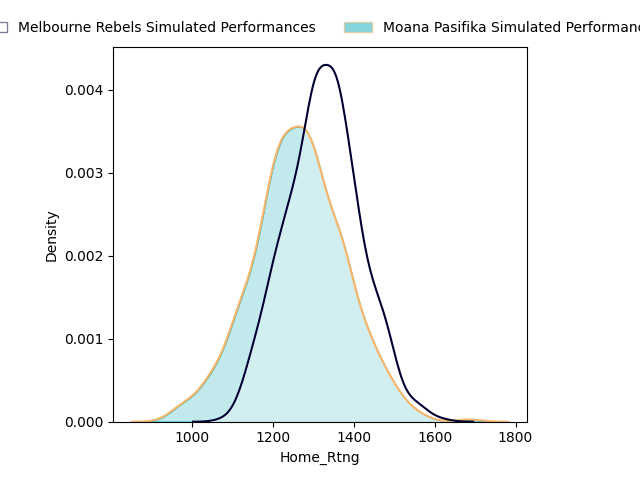 Melbourne Rebels Simulated Performances Moana Pasifika Simulated
0.004
0.003
0.002
0.001
0.000
Density
1000 1200 1400 1600 1800
Home_Rtng